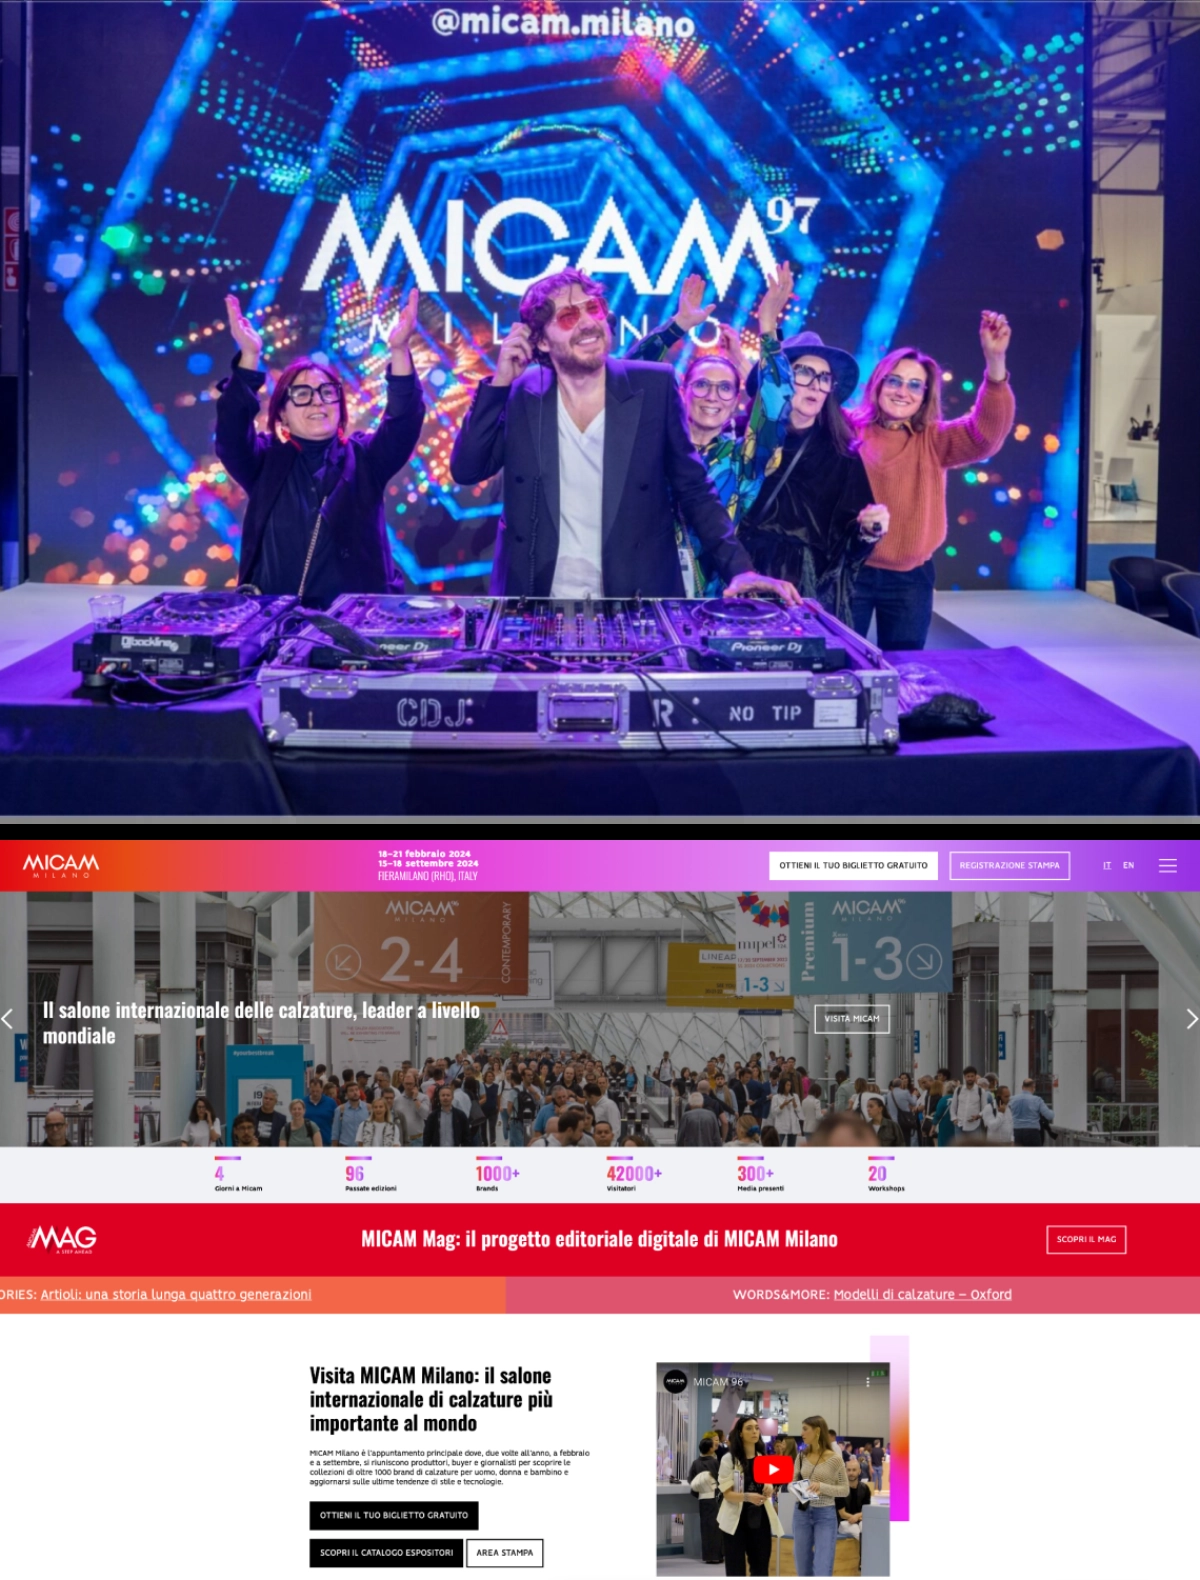 @micam.milano
MICAM 97
MILANO
Pioneer Dj
CDJ:
R:
NO TIP
MICAM
MILANO
18-21 febbraio 2024
15-18 settembre 2024
FIERAMILANO (RHO), ITALY
OTTIENI IL TUO BIGLIETTO GRATUITO
REGISTRAZIONE STAMPA
IT EN
MICAM 96
MILANO
2-4
CONTEMPORARY
mipel
1-3
LINEAP
Premium
MICAM 96
MILANO
1-3
Il salone internazionale delle calzature, leader a livello
mondiale
VISITA MICAM
#yourbestbreak
4
Giorni a Micam
96
Passate edizioni
1000+
Brands
42000+
Visitatori
300+
Media presenti
20
Workshops
MAG
A STEP AHEAD
MICAM Mag: il progetto editoriale digitale di MICAM Milano
SCOPRI IL MAG
ORIES: Artioli: una storia lunga quattro generazioni
WORDS&MORE: Modelli di calzature – Oxford
Visita MICAM Milano: il salone
internazionale di calzature più
importante al mondo
MICAM Milano è l'appuntamento principale dove, due volte all'anno, a febbraio
e a settembre, si riuniscono produttori, buyer e giornalisti per scoprire le
collezioni di oltre 1000 brand di calzature per uomo, donna e bambino e
aggiornarsi sulle ultime tendenze di stile e tecnologie.
OTTIENI IL TUO BIGLIETTO GRATUITO
SCOPRI IL CATALOGO ESPOSITORI
AREA STAMPA
MICAM
MICAM 96